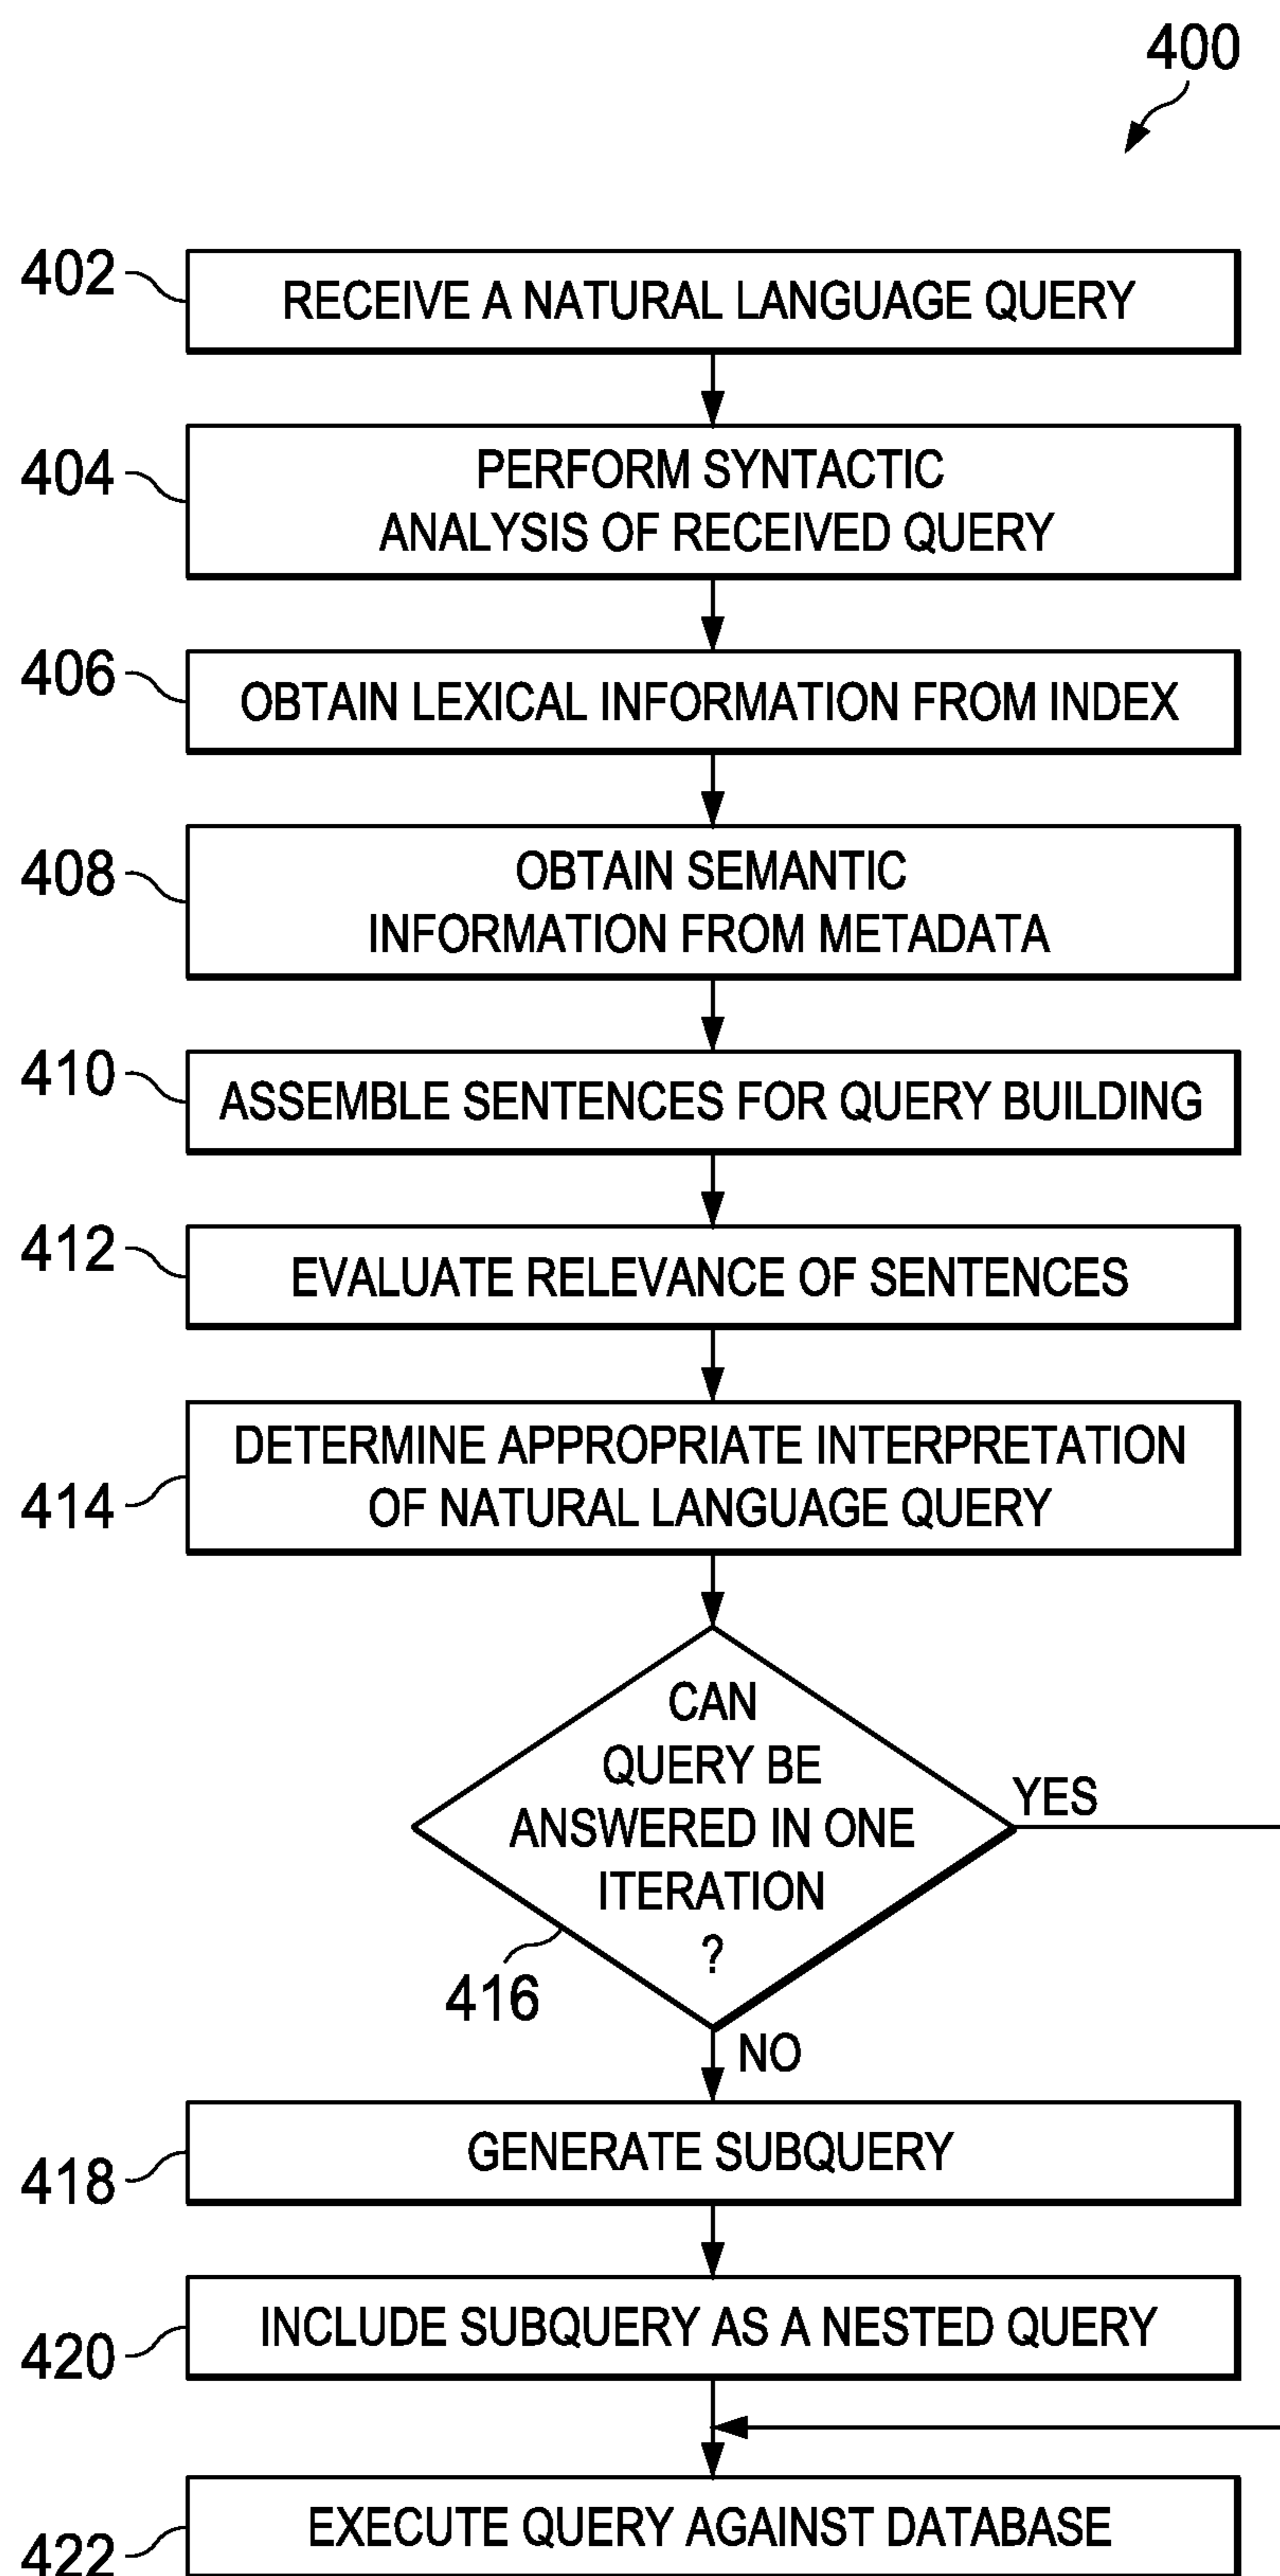 400
402
RECEIVE A NATURAL LANGUAGE QUERY
404
PERFORM SYNTACTIC
ANALYSIS OF RECEIVED QUERY
406
OBTAIN LEXICAL INFORMATION FROM INDEX
408
OBTAIN SEMANTIC
INFORMATION FROM METADATA
410
ASSEMBLE SENTENCES FOR QUERY BUILDING
412
EVALUATE RELEVANCE OF SENTENCES
414
DETERMINE APPROPRIATE INTERPRETATION
OF NATURAL LANGUAGE QUERY
CAN
QUERY BE
ANSWERED IN ONE
ITERATION
?
YES
416
NO
418
GENERATE SUBQUERY
420
INCLUDE SUBQUERY AS A NESTED QUERY
422
EXECUTE QUERY AGAINST DATABASE